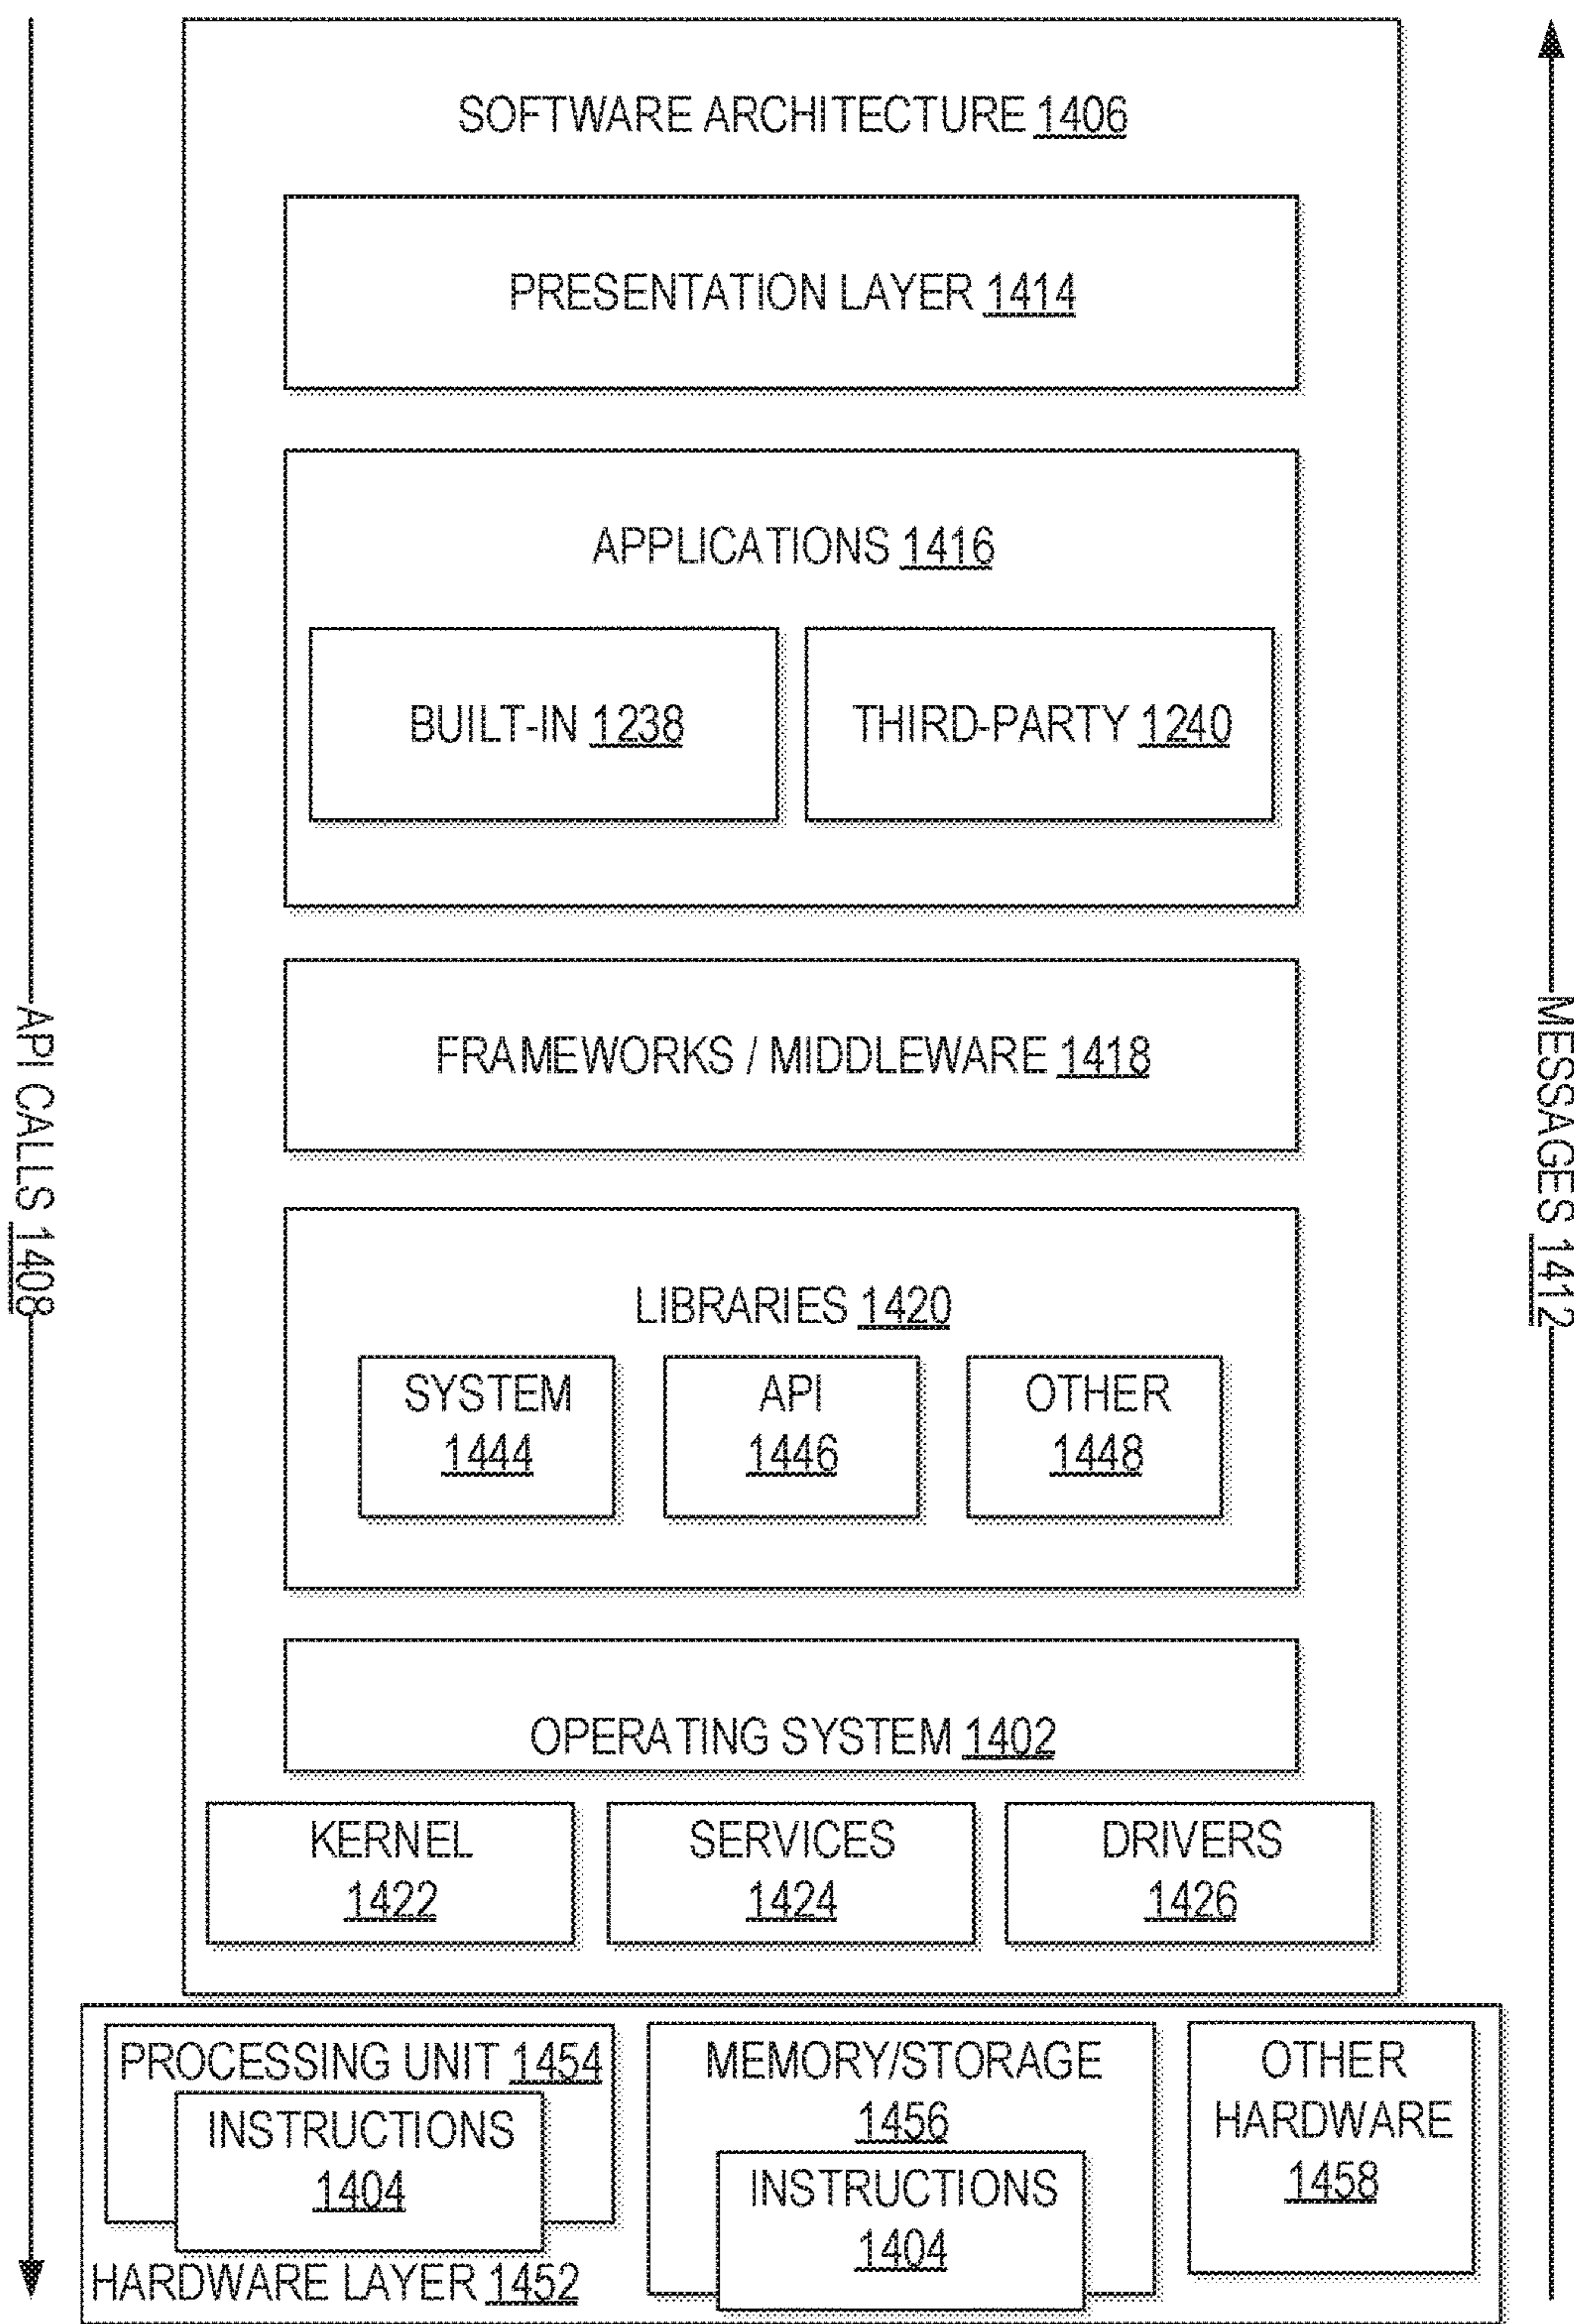 SOFTWARE ARCHITECTURE 1406
PRESENTATION LAYER 1414
APPLICATIONS 1416
BUILT-IN 1238
THIRD-PARTY 1240
FRAMEWORKS / MIDDLEWARE 1418
LIBRARIES 1420
SYSTEM
1444
API
1446
OTHER
1448
OPERATING SYSTEM 1402
KERNEL
1422
SERVICES
1424
DRIVERS
1426
PROCESSING UNIT 1454
INSTRUCTIONS
1404
MEMORY/STORAGE
1456
INSTRUCTIONS
1404
OTHER
HARDWARE
1458
HARDWARE LAYER 1452
API CALLS 1408
MESSAGES 1412